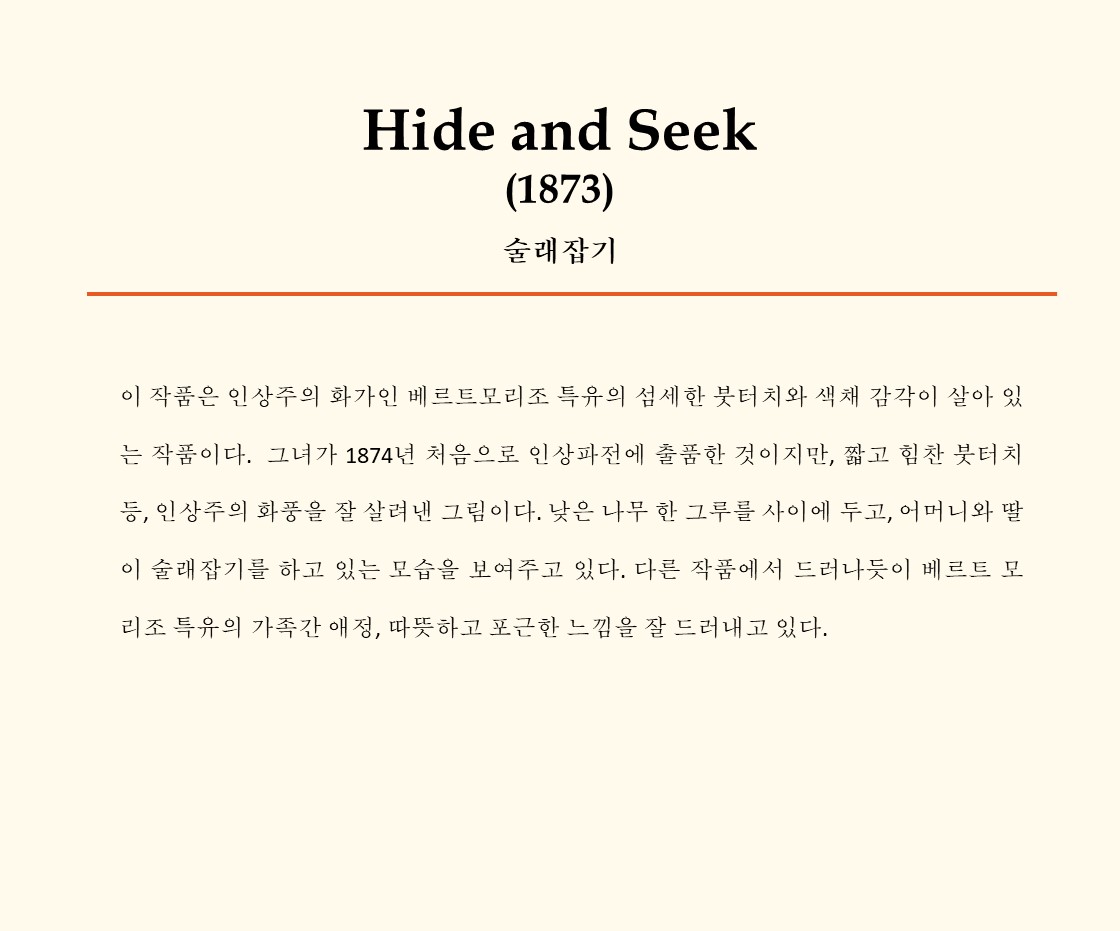 Hide and Seek
(1873)
술래잡기
이 작품은 인상주의 화가인 베르트모리조 특유의 섬세한 붓터치와 색채 감각이 살아 있
는 작품이다.  그녀가 1874년 처음으로 인상파전에 출품한 것이지만, 짧고 힘찬 붓터치
등, 인상주의 화풍을 잘 살려낸 그림이다. 낮은 나무 한 그루를 사이에 두고, 어머니와 딸
이 술래잡기를 하고 있는 모습을 보여주고 있다. 다른 작품에서 드러나듯이 베르트 모
리조 특유의 가족간 애정, 따뜻하고 포근한 느낌을 잘 드러내고 있다.